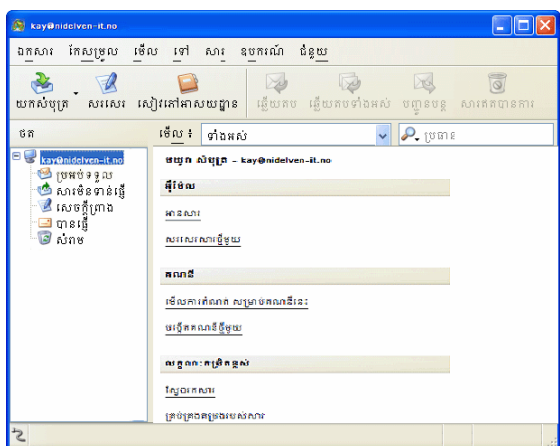 kay@nidelven-it.no
ឯកសារ កែសម្រួល មើល ទៅ សារ ឧបករណ៍ ជំនួយ
យកសំបុត្រ សរសេរ សៀវភៅអាសយដ្ឋាន ឆ្លើយតប ឆ្លើយតបទាំងអស់ បញ្ជូនបន្ត សារឥតបានការ
ថត
មើល ៖ ទាំងអស់
ប្រធាន
kay@nidelven-it.no
ប្រអប់ទទួល
សារមិនទាន់ផ្ញើ
សេចក្ដីព្រាង
បានផ្ញើ
សំរាម
មយូរា សំបុត្រ - kay@nidelven-it.no
អ៊ីម៉ែល
អានសារ
សរសេរសារថ្មីមួយ
គណនី
មើលការកំណត់ សម្រាប់គណនីនេះ
បង្កើតគណនីថ្មីមួយ
លក្ខណៈកម្រិតខ្ពស់
ស្វែងរកសារ
គ្រប់គ្រងតម្រងរបស់សារ